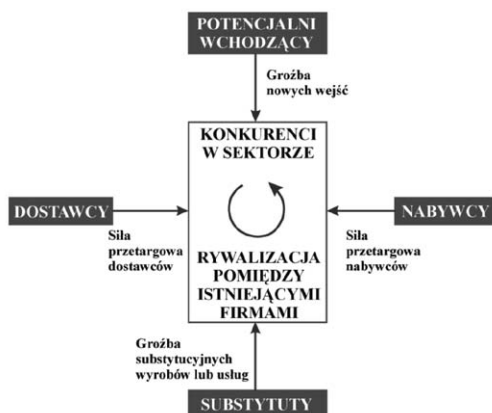 POTENCJALNI
WCHODZĄCY
Groźba
nowych wejść
KONKURENCI
W SEKTORZE
DOSTAWCY
NABYWCY
Siła
przetargowa
dostawców
Siła
przetargowa
nabywców
RYWALIZACJA
POMIĘDZY
ISTNIEJĄCYMI
FIRMAMI
Groźba
substytucyjnych
wyrobów lub usług
SUBSTYTUTY